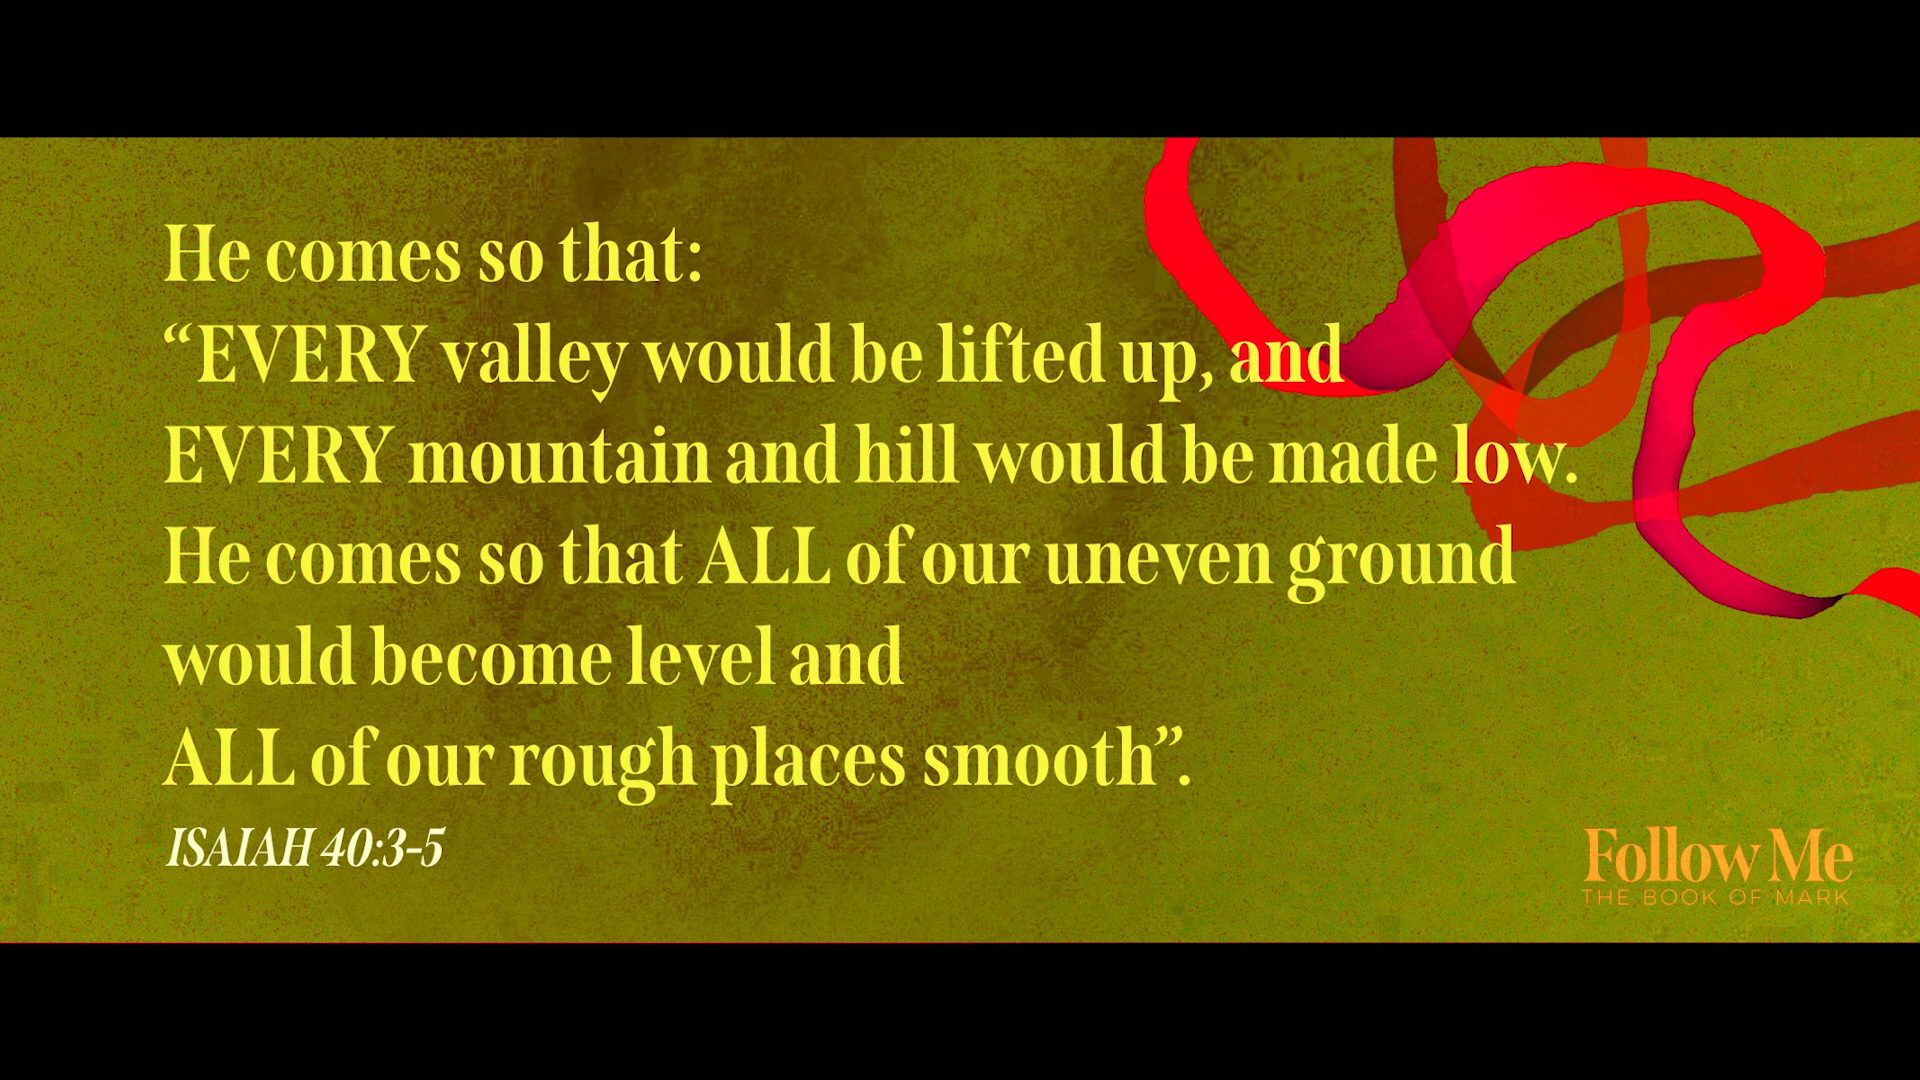 He comes so that:
“EVERY valley would be lifted up, and
EVERY mountain and hill would be made low.
He comes so that ALL of our uneven ground
would become level and
ALL of our rough places smooth”.
ISAIAH 40:3-5
Follow Me
THE BOOK OF MARK